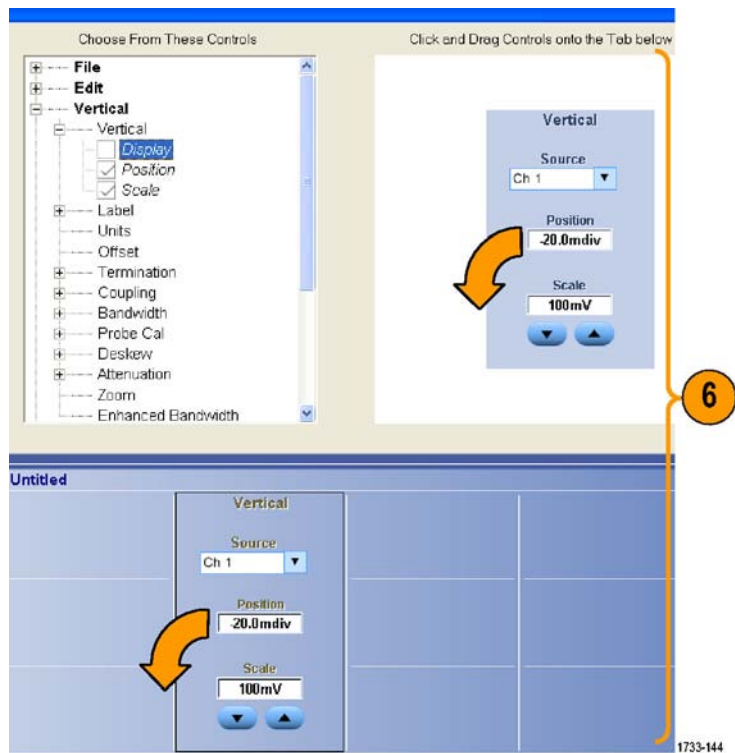 Choose From These Controls
Click and Drag Controls onto the Tab below
File
Edit
Vertical
Vertical
Display
Position
Scale
Label
Units
Offset
Termination
Coupling
Bandwidth
Probe Cal
Deskew
Attenuation
Zoom
Enhanced Bandwidth
Vertical
Source
Ch 1
Position
-20.0mdiv
Scale
100mV
6
Untitled
Vertical
Source
Ch 1
Position
-20.0mdiv
Scale
100mV
1733-144